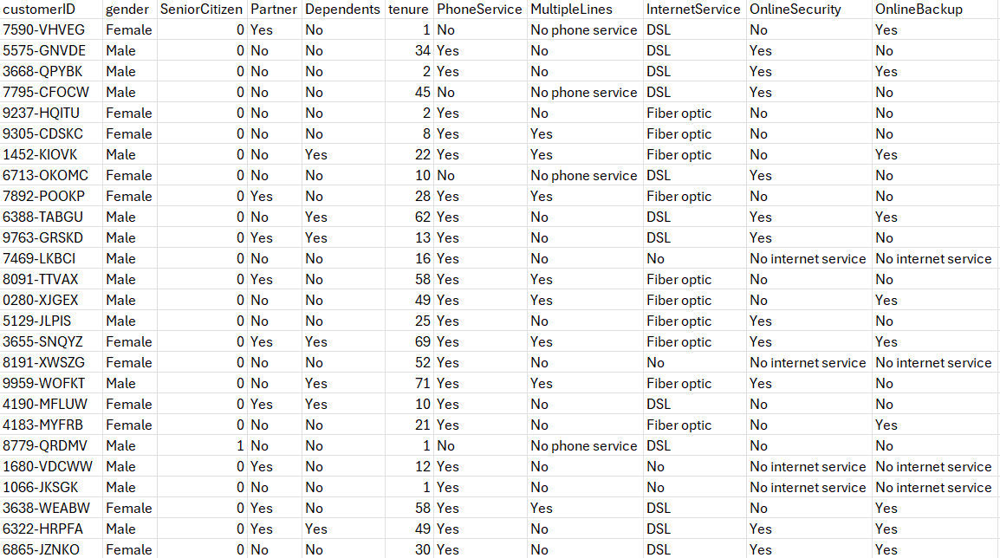 customerID gender SeniorCitizen Partner Dependents tenure PhoneService MultipleLines InternetService OnlineSecurity OnlineBackup
7590-VHVEG Female 0 Yes No 1 No No phone service DSL No Yes
5575-GNVDE Male 0 No No 34 Yes No DSL Yes No
3668-QPYBK Male 0 No No 2 Yes No DSL Yes Yes
7795-CFOCW Male 0 No No 45 No No phone service DSL Yes No
9237-HQITU Female 0 No No 2 Yes No Fiber optic No No
9305-CDSKC Female 0 No No 8 Yes Yes Fiber optic No No
1452-KIOVK Male 0 No Yes 22 Yes Yes Fiber optic No Yes
6713-OKOMC Female 0 No No 10 No No phone service DSL Yes No
7892-POOKP Female 0 Yes No 28 Yes Yes Fiber optic No No
6388-TABGU Male 0 No Yes 62 Yes No DSL Yes Yes
9763-GRSKD Male 0 Yes Yes 13 Yes No DSL Yes No
7469-LKBCI Male 0 No No 16 Yes No No No internet service No internet service
8091-TTVAX Male 0 Yes No 58 Yes Yes Fiber optic No No
0280-XJGEX Male 0 No No 49 Yes Yes Fiber optic No Yes
5129-JLPIS Male 0 No No 25 Yes No Fiber optic Yes No
3655-SNQYZ Female 0 Yes Yes 69 Yes Yes Fiber optic Yes Yes
8191-XWSZG Female 0 No No 52 Yes No No No internet service No internet service
9959-WOFKT Male 0 No Yes 71 Yes Yes Fiber optic Yes No
4190-MFLUW Female 0 Yes Yes 10 Yes No DSL No No
4183-MYFRB Female 0 No No 21 Yes No Fiber optic No Yes
8779-QRDMV Male 1 No No 1 No No phone service DSL No No
1680-VDCWW Male 0 Yes No 12 Yes No No No internet service No internet service
1066-JKSGK Male 0 No No 1 Yes No No No internet service No internet service
3638-WEABW Female 0 Yes No 58 Yes Yes DSL No Yes
6322-HRPFA Male 0 Yes Yes 49 Yes No DSL Yes Yes
6865-JZNKO Female 0 No No 30 Yes No DSL Yes Yes